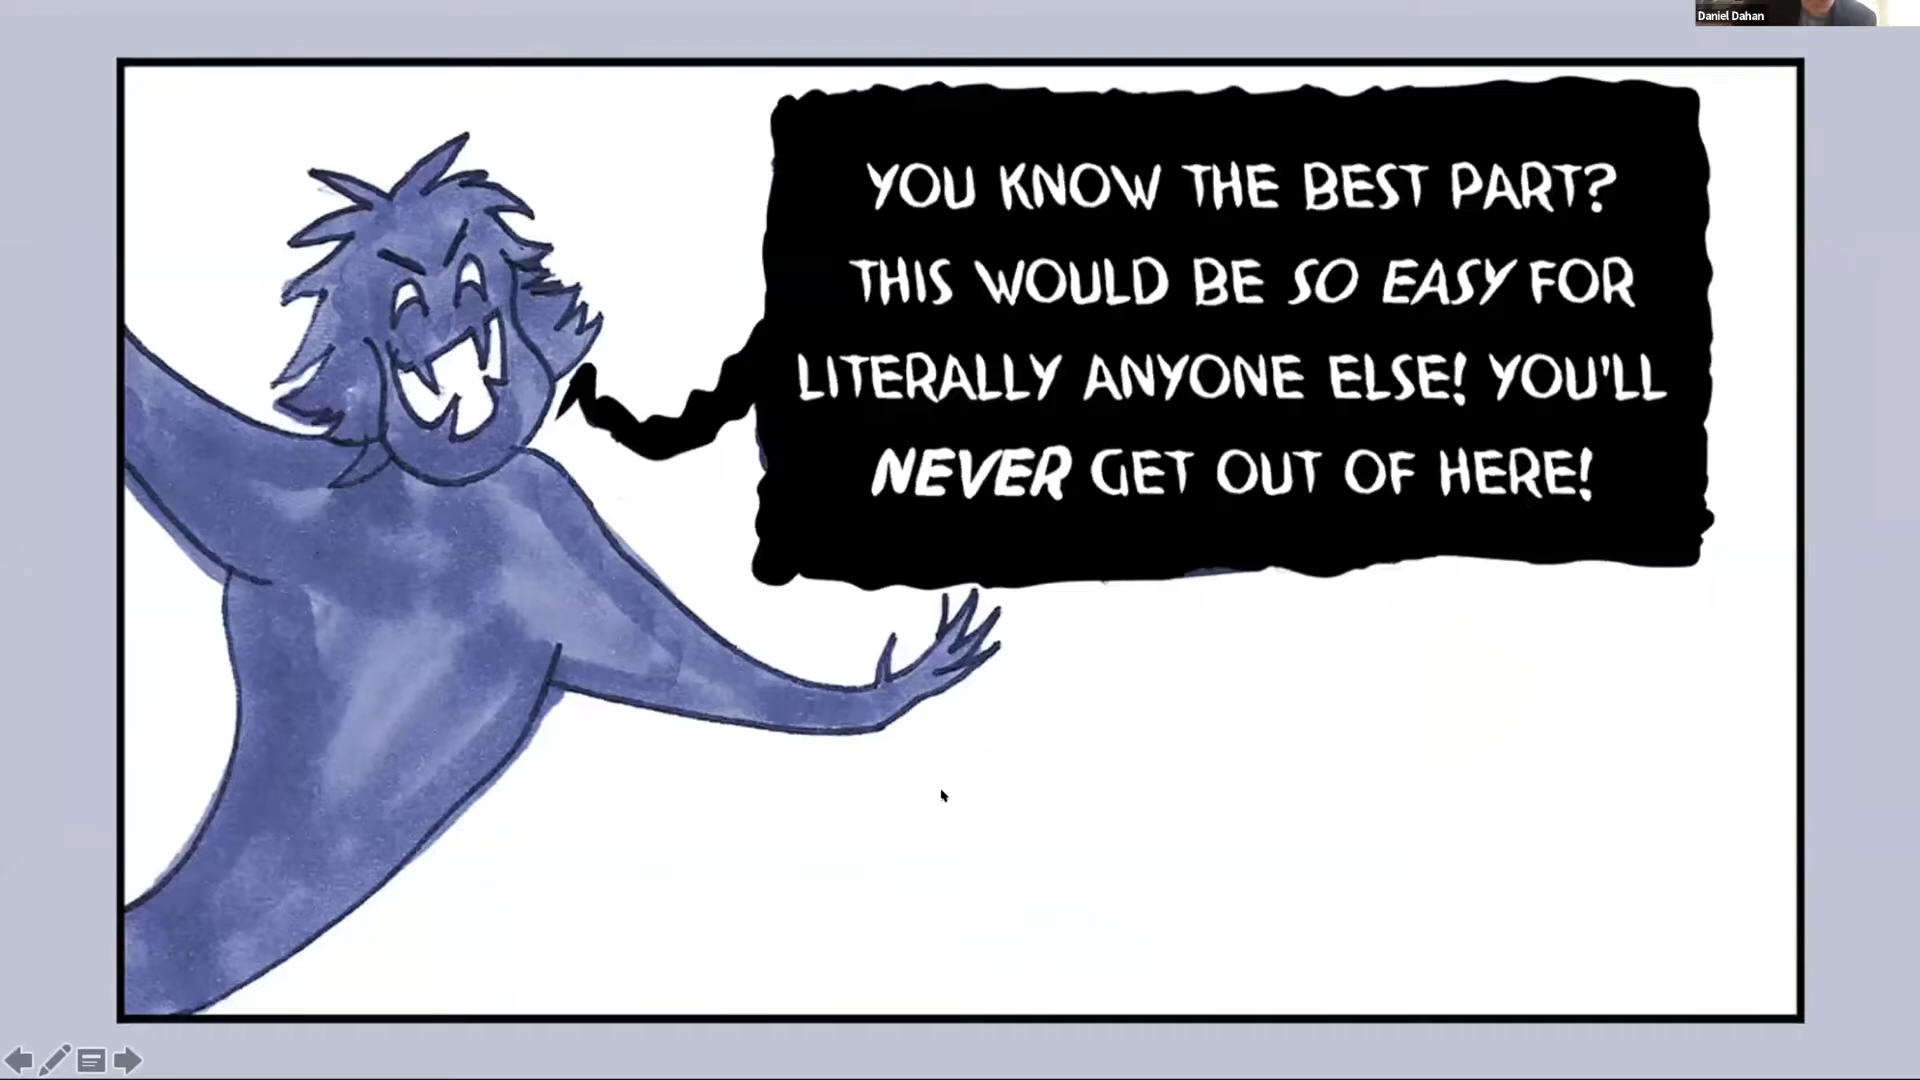 Daniel Dahan
YOU KNOW THE BEST PART?
THIS WOULD BE SO EASY FOR
LITERALLY ANYONE ELSE! YOU'LL
NEVER GET OUT OF HERE!